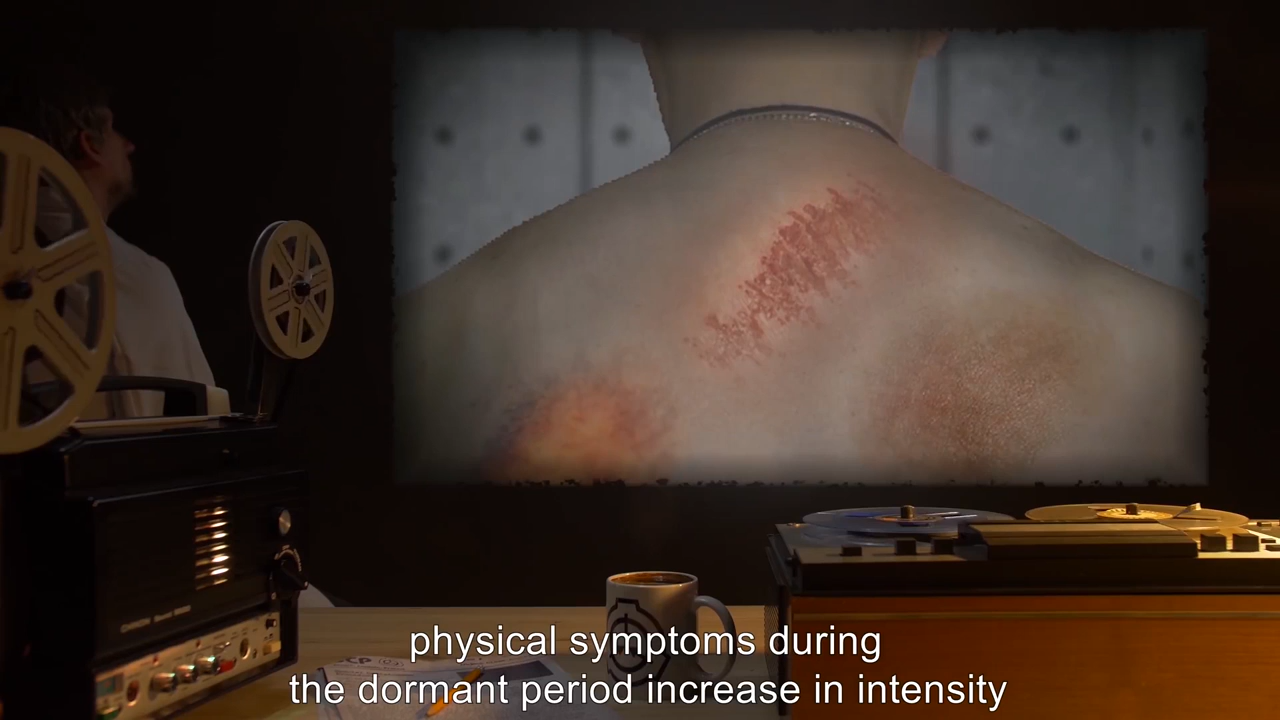 physical symptoms during
the dormant period increase in intensity